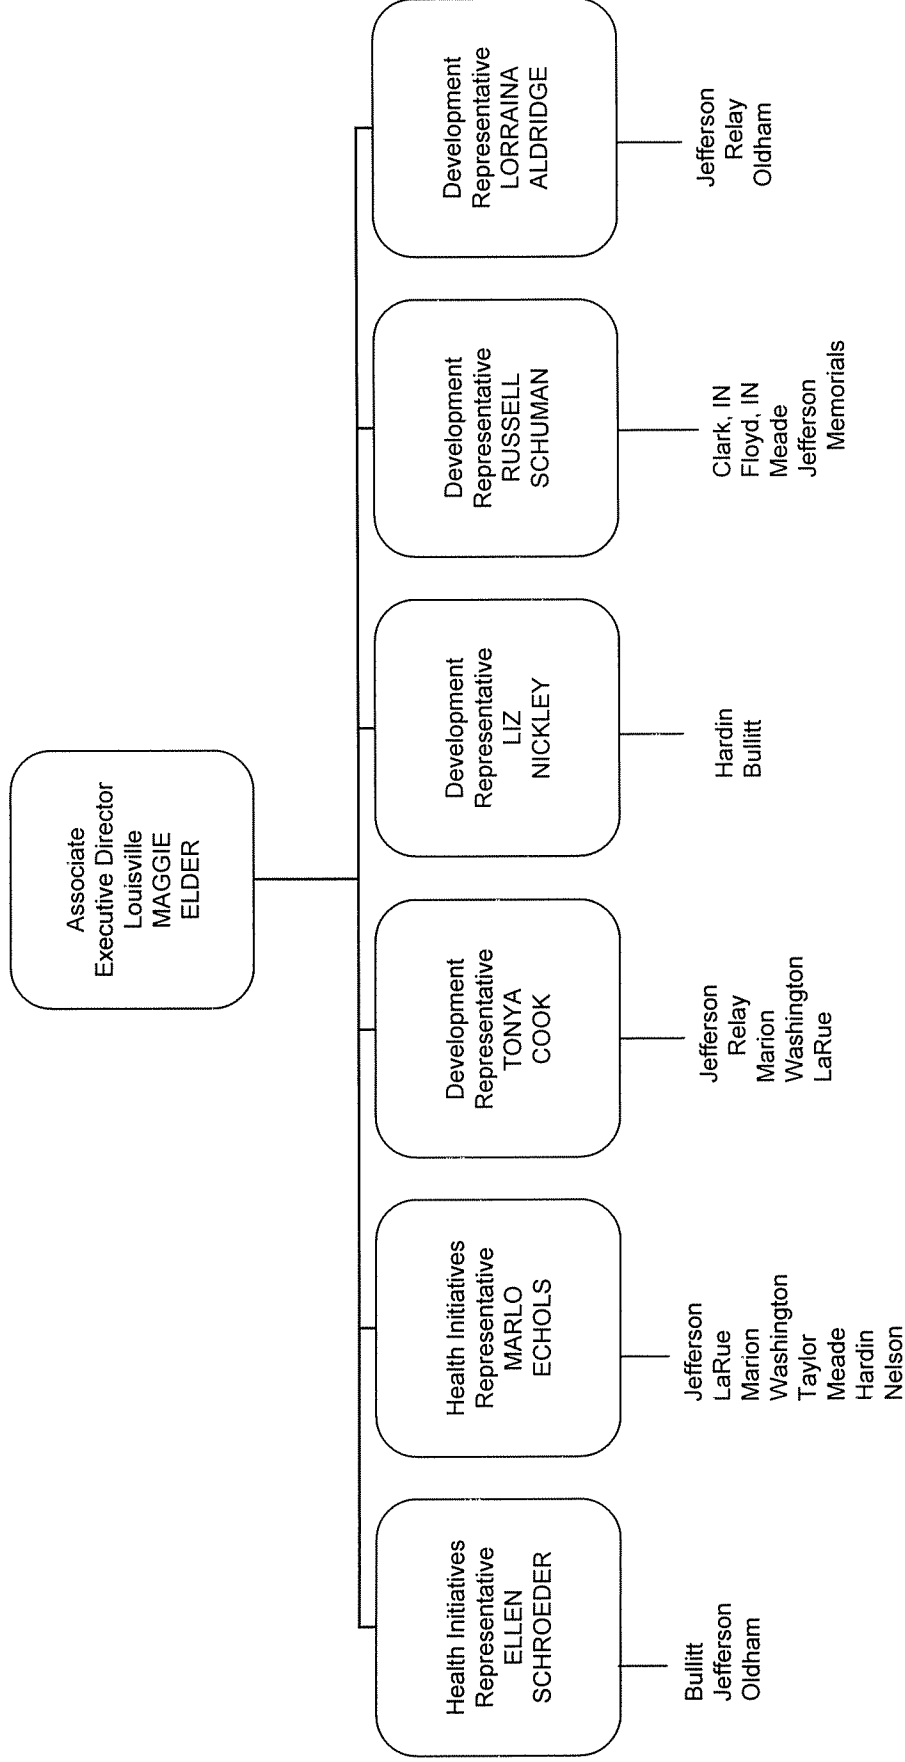 Associate
Executive Director
Louisville
MAGGIE
ELDER
Health Initiatives
Representative
ELLEN
SCHROEDER
Bullitt
Jefferson
Oldham
Health Initiatives
Representative
MARLO
ECHOLS
Jefferson
LaRue
Marion
Washington
Taylor
Meade
Hardin
Nelson
Development
Representative
TONYA
COOK
Jefferson
Relay
Marion
Washington
LaRue
Development
Representative
LIZ
NICKLEY
Hardin
Bullitt
Development
Representative
RUSSELL
SCHUMAN
Clark, IN
Floyd, IN
Meade
Jefferson
Memorials
Development
Representative
LORRAINA
ALDRIDGE
Jefferson
Relay
Oldham